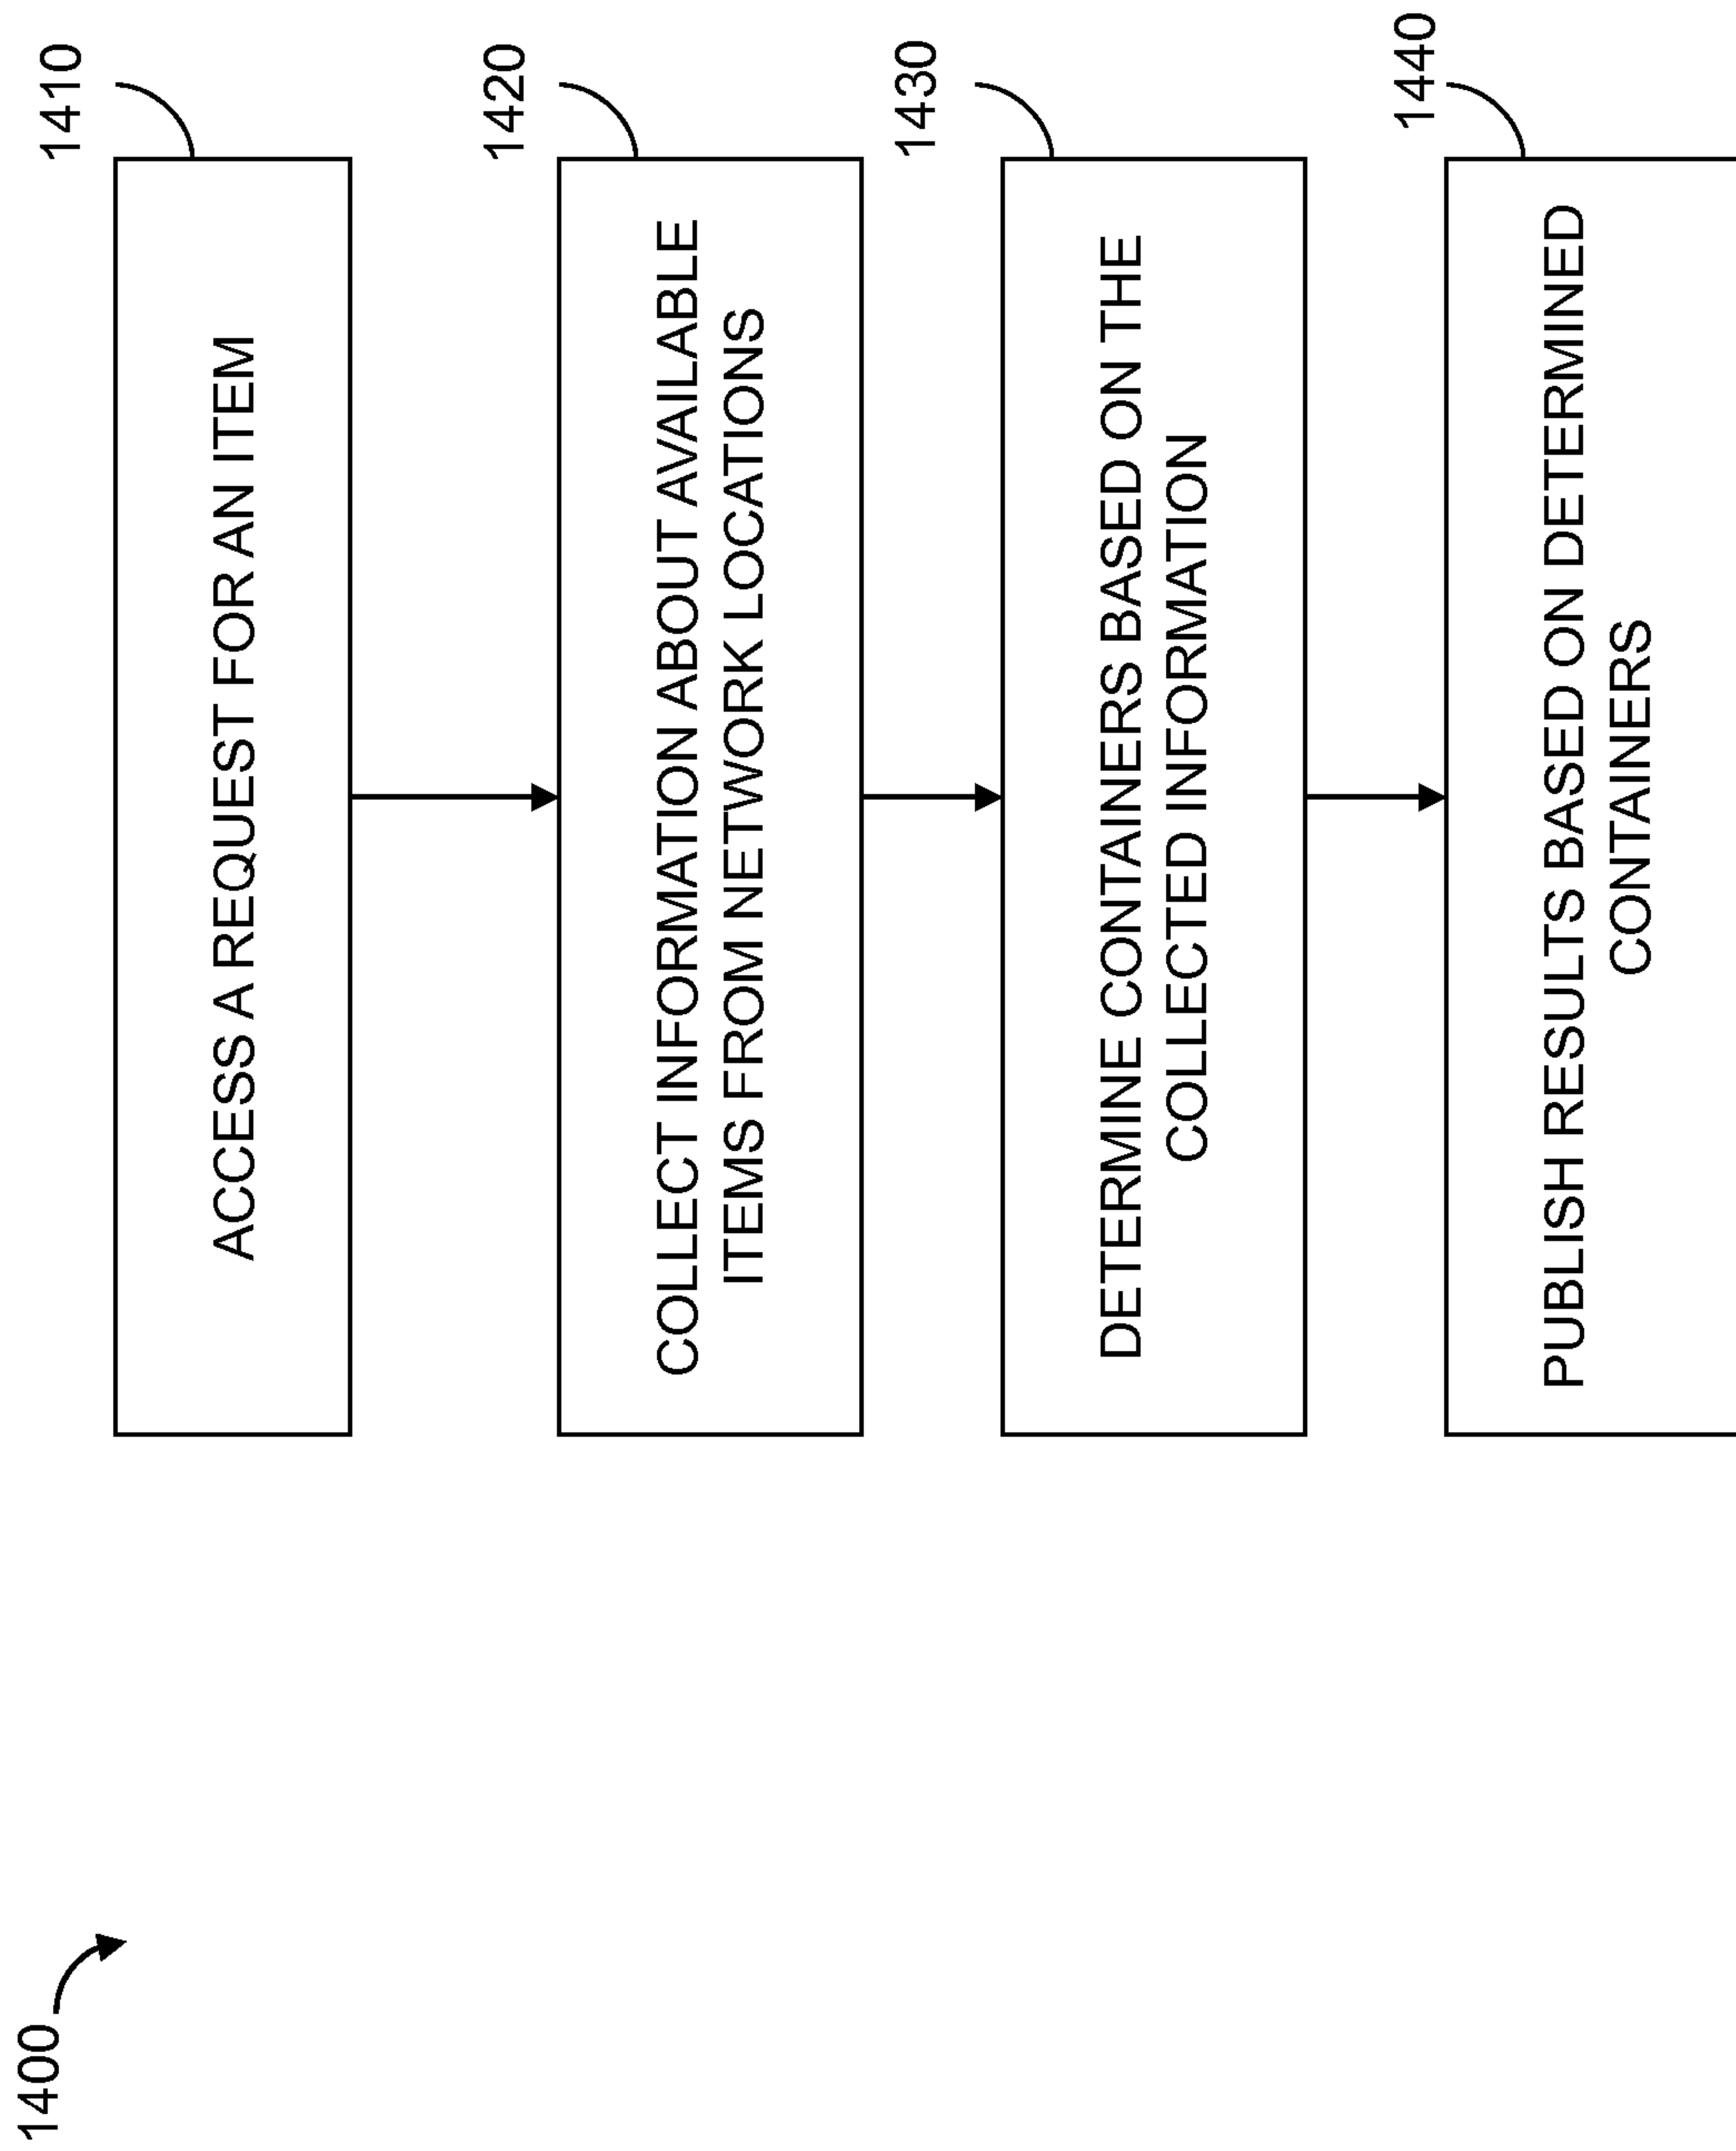 1400
1410
ACCESS A REQUEST FOR AN ITEM
1420
COLLECT INFORMATION ABOUT AVAILABLE
ITEMS FROM NETWORK LOCATIONS
1430
DETERMINE CONTAINERS BASED ON THE
COLLECTED INFORMATION
1440
PUBLISH RESULTS BASED ON DETERMINED
CONTAINERS